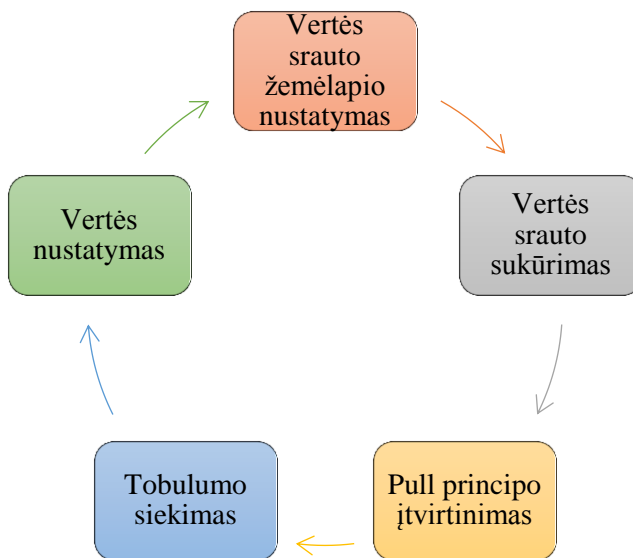 Vertės
srauto
žemėlapio
nustatymas
Vertės
nustatymas
Vertės
srauto
sukūrimas
Tobulumo
siekimas
Pull principo
įtvirtinimas